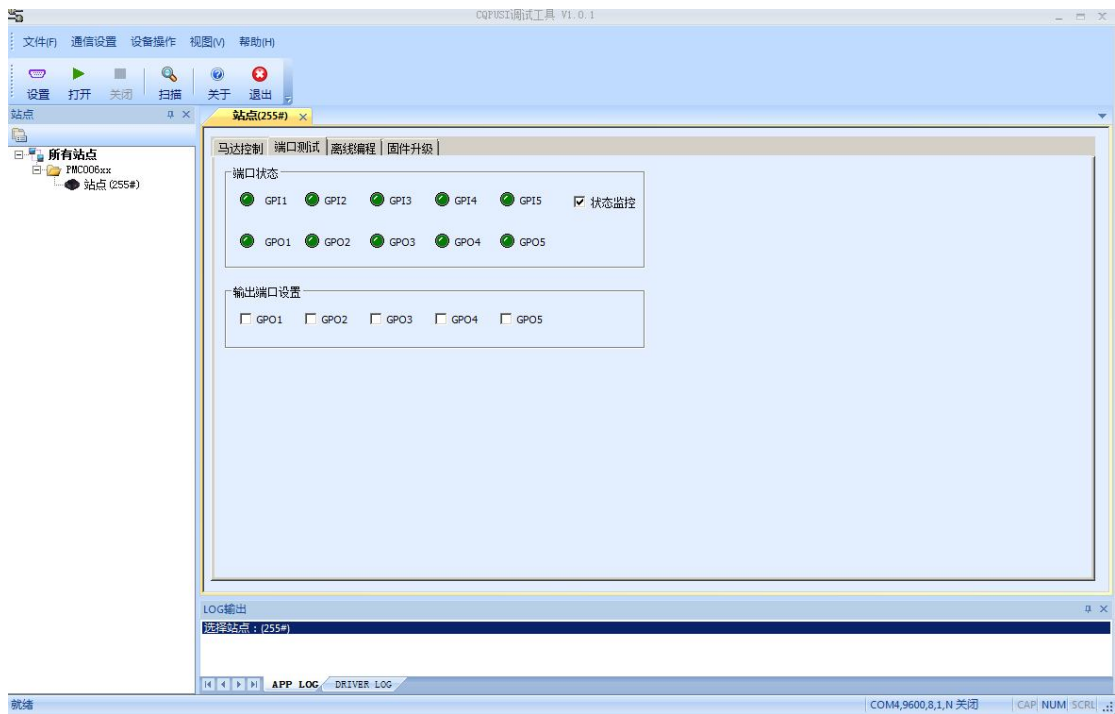 CQPUSI调试工具 V1.0.1
文件(F) 通信设置 设备操作 视图(V) 帮助(H)
设置 打开 关闭 扫描 关于 退出
站点
站点(255#)
所有站点
PMC006xx
站点 (255#)
马达控制 端口测试 离线编程 固件升级
端口状态
GPI1 GPI2 GPI3 GPI4 GPI5 状态监控
GPO1 GPO2 GPO3 GPO4 GPO5
输出端口设置
GPO1 GPO2 GPO3 GPO4 GPO5
LOG输出
选择站点：(255#)
APP LOG DRIVER LOG
就绪
COM4,9600,8,1,N 关闭 CAP NUM SCRL